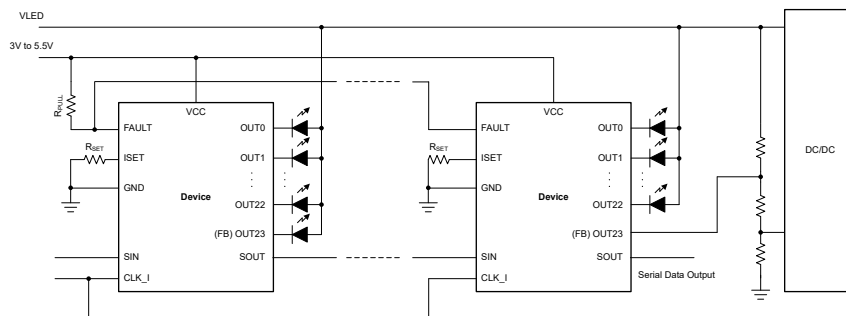 VLED
3V to 5.5V
RPULL
VCC
FAULT
OUT0
RSET
ISET
OUT1
GND
Device
OUT22
(FB) OUT23
SIN
SOUT
CLK_I
VCC
FAULT
OUT0
RSET
ISET
OUT1
GND
Device
OUT22
(FB) OUT23
SIN
SOUT
CLK_I
Serial Data Output
DC/DC